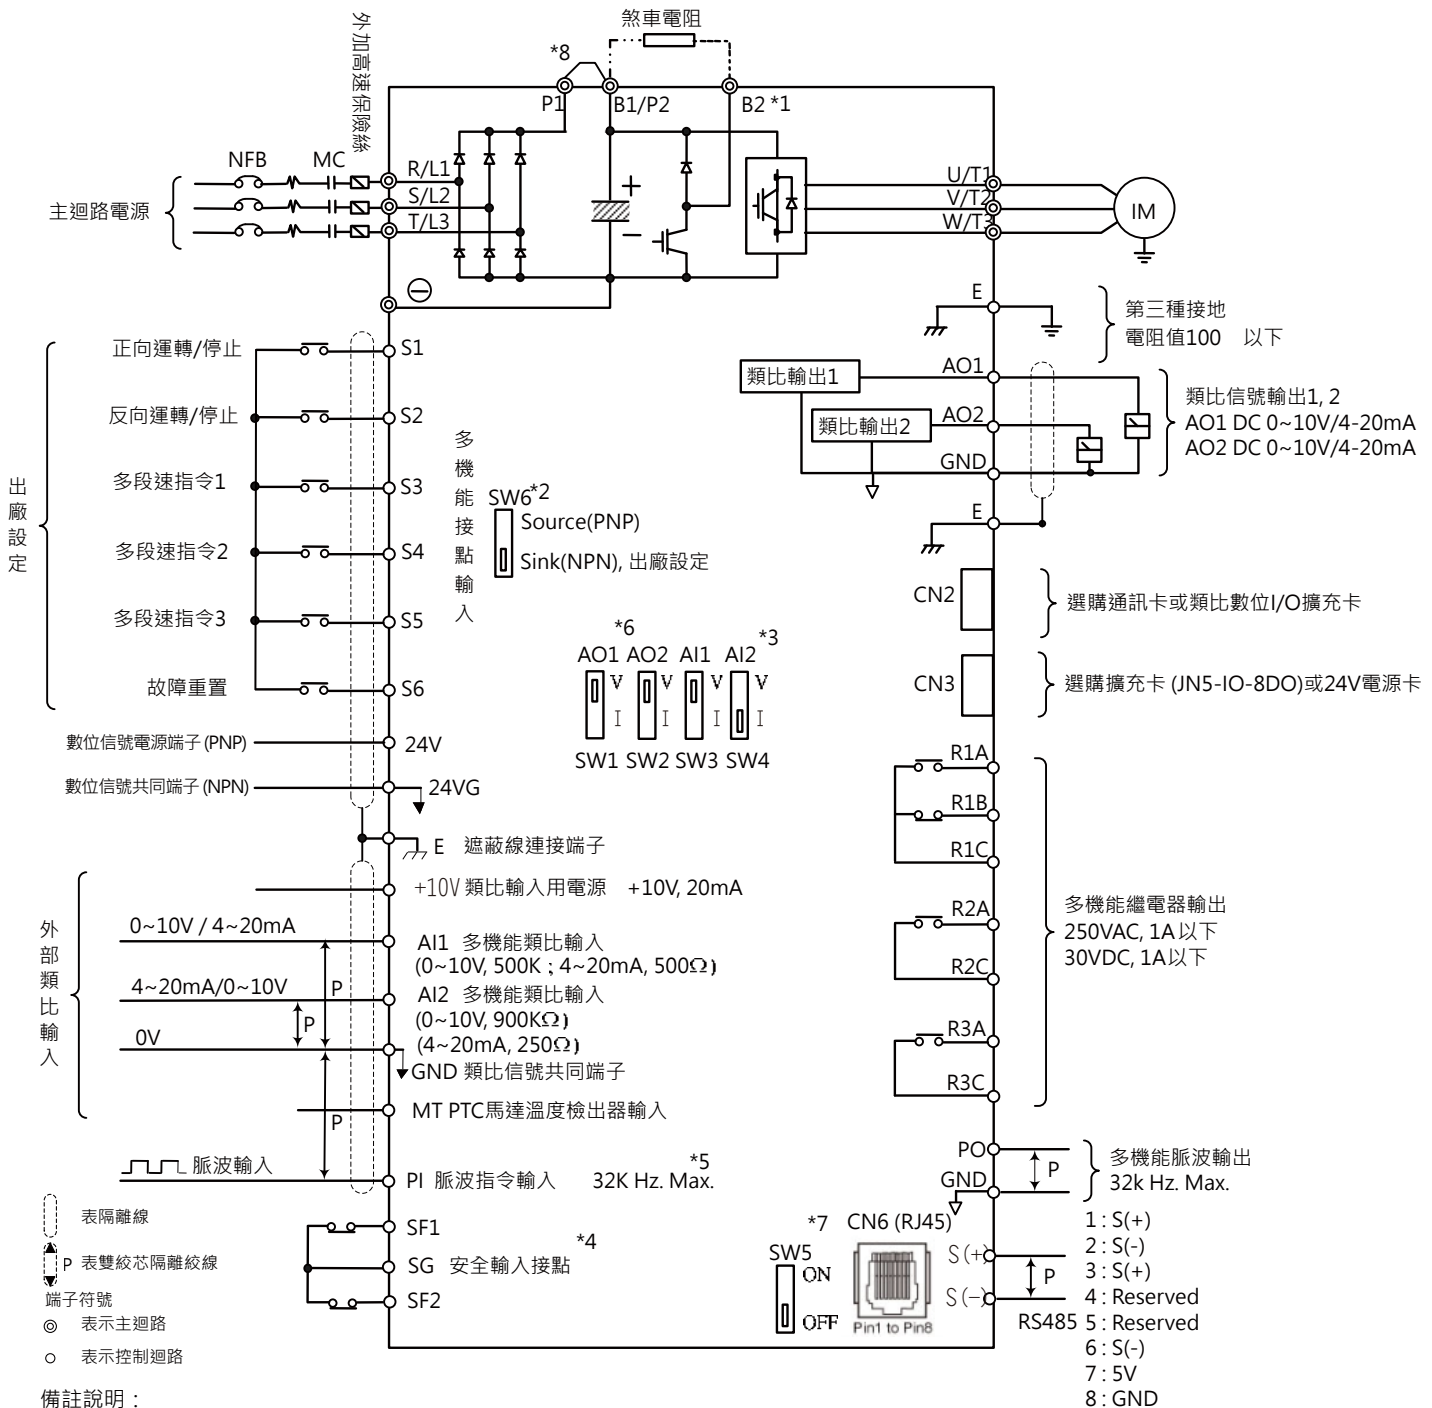 煞車電阻
外加高速保險絲
*8
P1
B1/P2
B2 *1
NFB
MC
R/L1
S/L2
T/L3
主迴路電源
+
−
U/T1
V/T2
W/T3
IM
E
第三種接地
電阻值100 以下
出廠設定
正向運轉/停止
S1
反向運轉/停止
S2
多段速指令1
S3
多段速指令2
S4
多段速指令3
S5
故障重置
S6
多機能接點輸入
SW6*2
Source(PNP)
Sink(NPN), 出廠設定
數位信號電源端子(PNP)
24V
數位信號共同端子(NPN)
24VG
E 遮蔽線連接端子
*6
*3
AO1 AO2 AI1 AI2
V V V V
I I I I
SW1 SW2 SW3 SW4
類比輸出1
AO1
類比輸出2
AO2
GND
類比信號輸出1, 2
AO1 DC 0~10V/4-20mA
AO2 DC 0~10V/4-20mA
E
CN2
選購通訊卡或類比數位I/O擴充卡
CN3
選購擴充卡 (JN5-IO-8DO)或24V電源卡
R1A
R1B
R1C
R2A
R2C
R3A
R3C
多機能繼電器輸出
250VAC, 1A以下
30VDC, 1A以下
外部類比輸入
+10V 類比輸入用電源 +10V, 20mA
0~10V / 4~20mA
AI1 多機能類比輸入
(0~10V, 500K ; 4~20mA, 500Ω)
4~20mA/0~10V
P
AI2 多機能類比輸入
(0~10V, 900KΩ)
P
(4~20mA, 250Ω)
0V
GND 類比信號共同端子
MT PTC馬達溫度檢出器輸入
P
脈波輸入
PI 脈波指令輸入 32K Hz. Max.
*5
PO
P
GND
多機能脈波輸出
32k Hz. Max.
SF1
SG 安全輸入接點
*4
SF2
*7
SW5
ON
OFF
CN6 (RJ45)
Pin1 to Pin8
S(+)
P
S(−)
RS485
1 : S(+)
2 : S(-)
3 : S(+)
4 : Reserved
5 : Reserved
6 : S(-)
7 : 5V
8 : GND
表隔離線
P 表雙絞芯隔離絞線
端子符號
◎ 表示主迴路
○ 表示控制迴路
備註說明 :